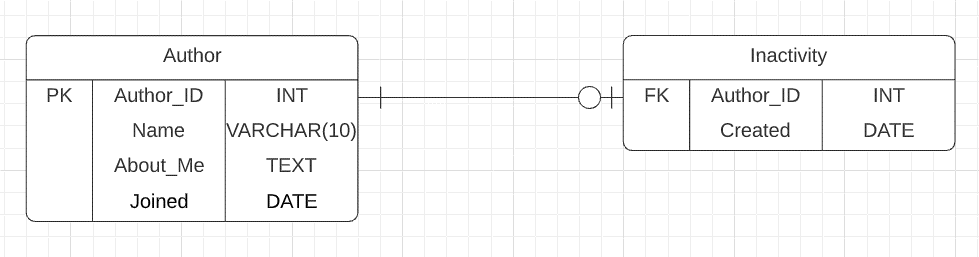 Author
PK Author_ID INT
Name VARCHAR(10)
About_Me TEXT
Joined DATE
Inactivity
FK Author_ID INT
Created DATE